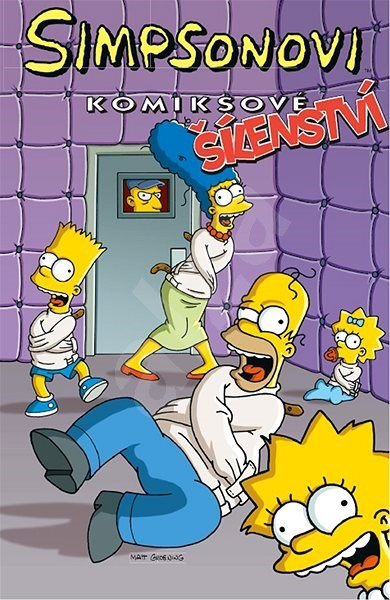 SIMPSONOVI
KOMIKSOVÉ
ŠÍLENSTVÍ
MATT GROENING